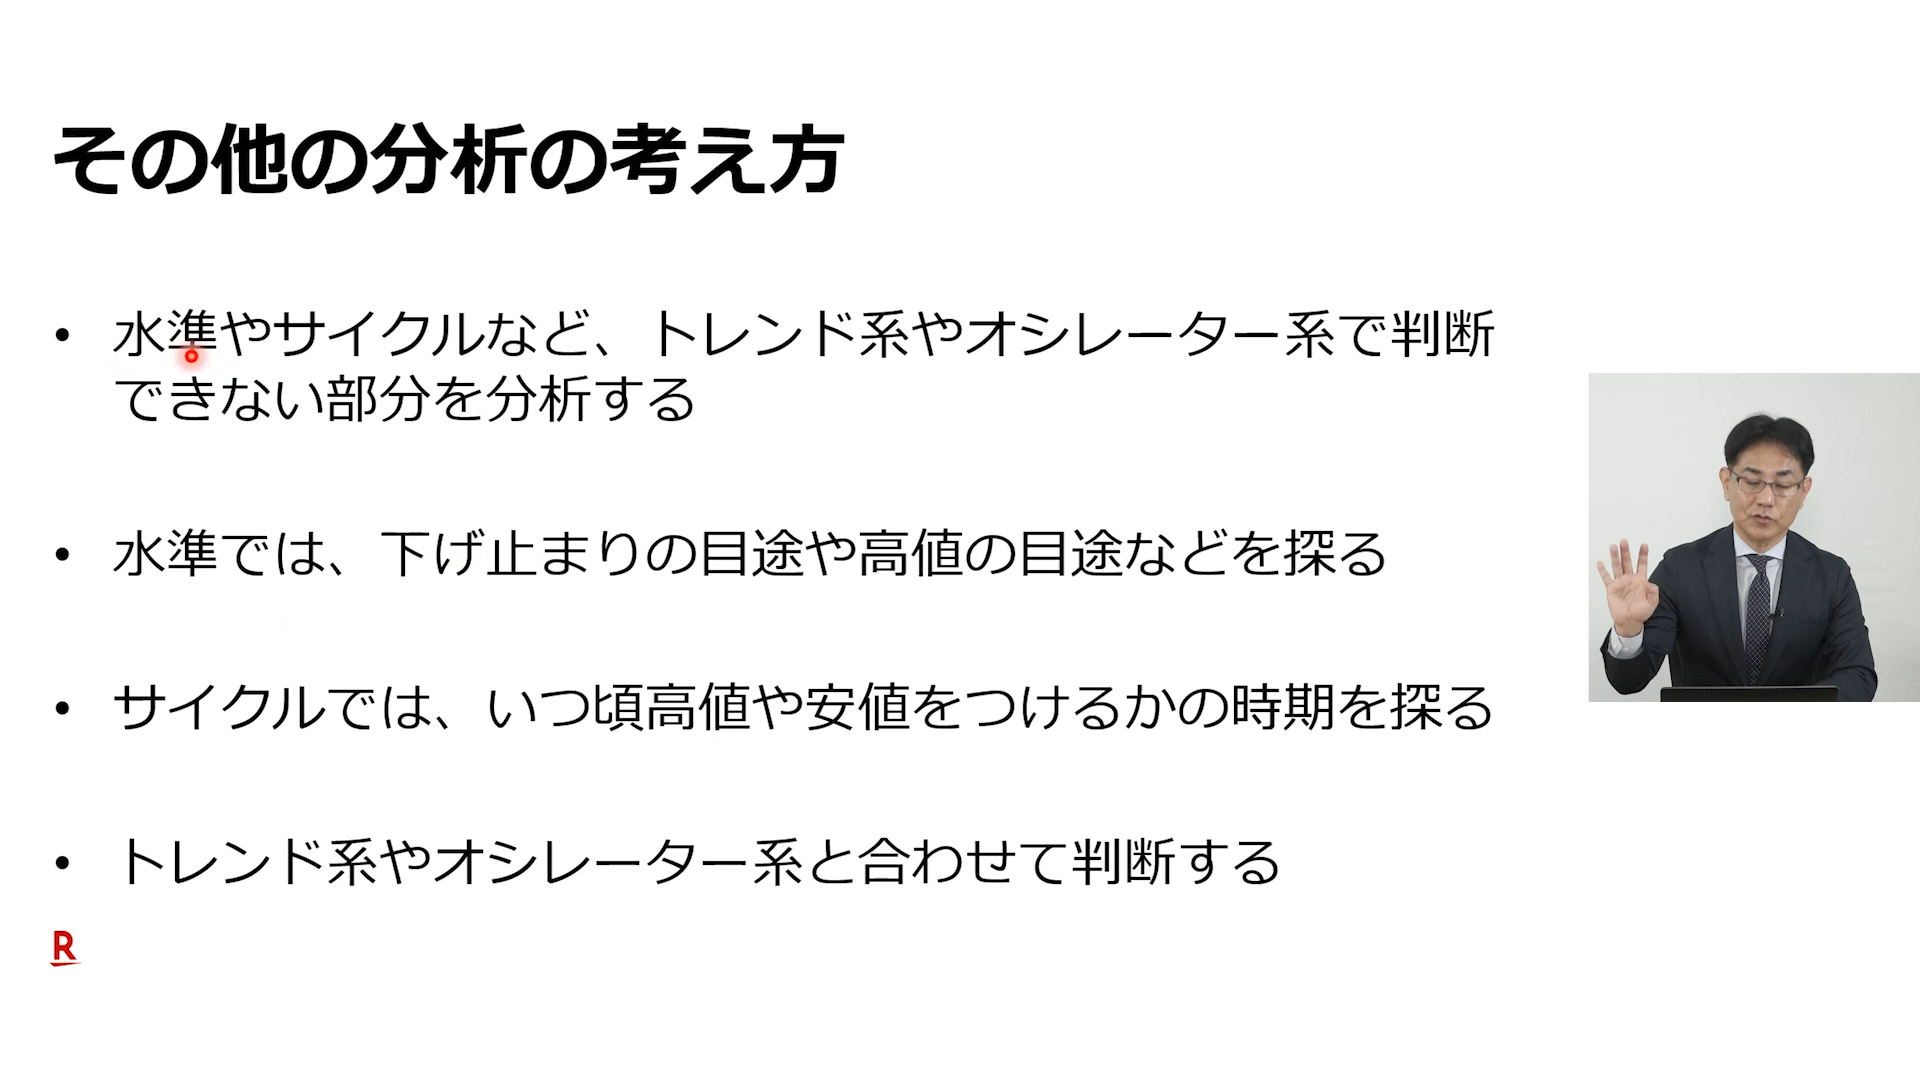 その他の分析の考え方
• 水準やサイクルなど、トレンド系やオシレーター系で判断
できない部分を分析する
• 水準では、下げ止まりの目途や高値の目途などを探る
• サイクルでは、いつ頃高値や安値をつけるかの時期を探る
• トレンド系やオシレーター系と合わせて判断する
R